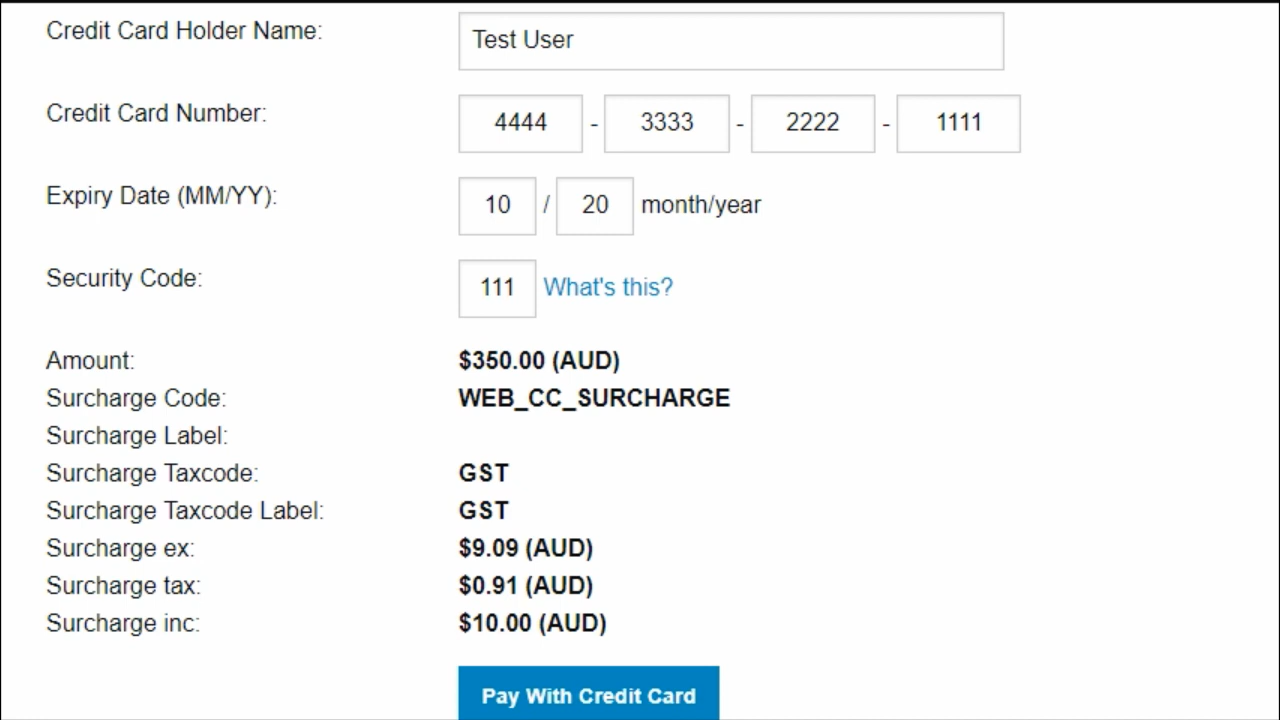 Credit Card Holder Name: Test User
Credit Card Number: 4444 - 3333 - 2222 - 1111
Expiry Date (MM/YY): 10 / 20 month/year
Security Code: 111 What's this?
Amount: $350.00 (AUD)
Surcharge Code: WEB_CC_SURCHARGE
Surcharge Label:
Surcharge Taxcode: GST
Surcharge Taxcode Label: GST
Surcharge ex: $9.09 (AUD)
Surcharge tax: $0.91 (AUD)
Surcharge inc: $10.00 (AUD)
Pay With Credit Card